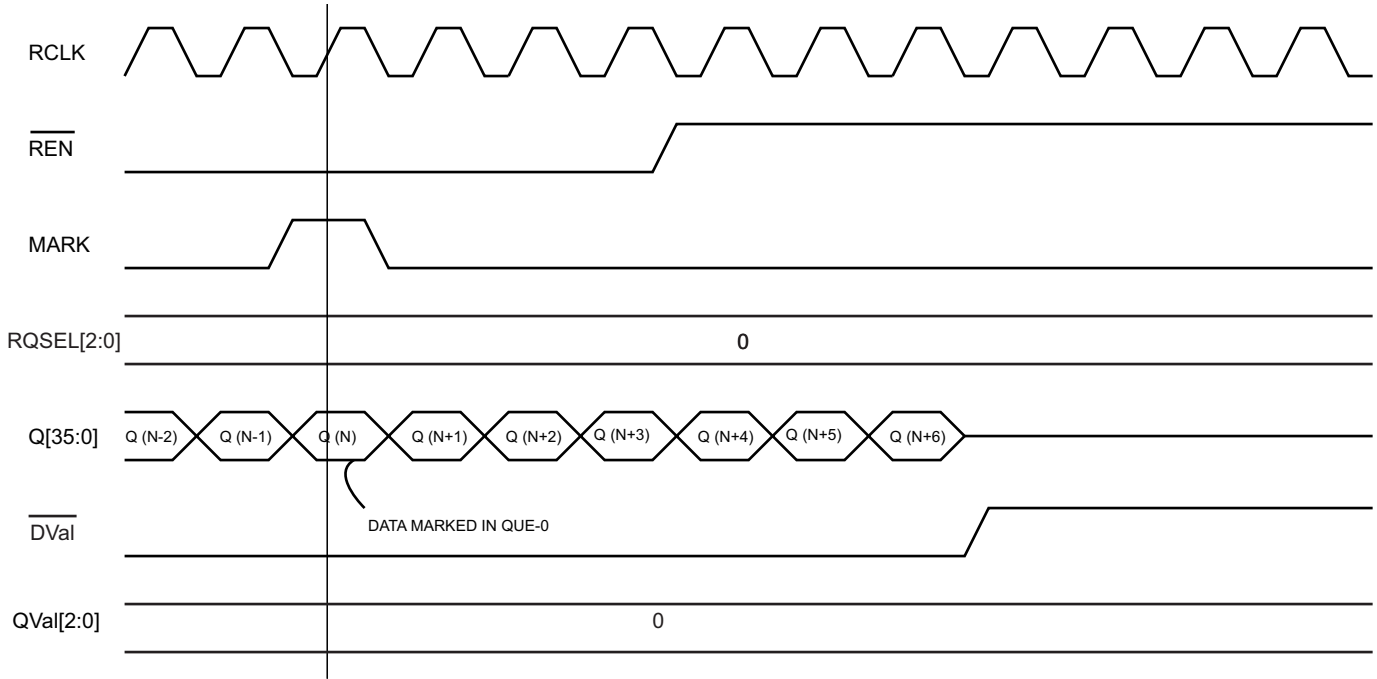 RCLK
REN
MARK
RQSEL[2:0]
0
Q[35:0]
Q (N-2)
Q (N-1)
Q (N)
Q (N+1)
Q (N+2)
Q (N+3)
Q (N+4)
Q (N+5)
Q (N+6)
DATA MARKED IN QUE-0
DVal
QVal[2:0]
0